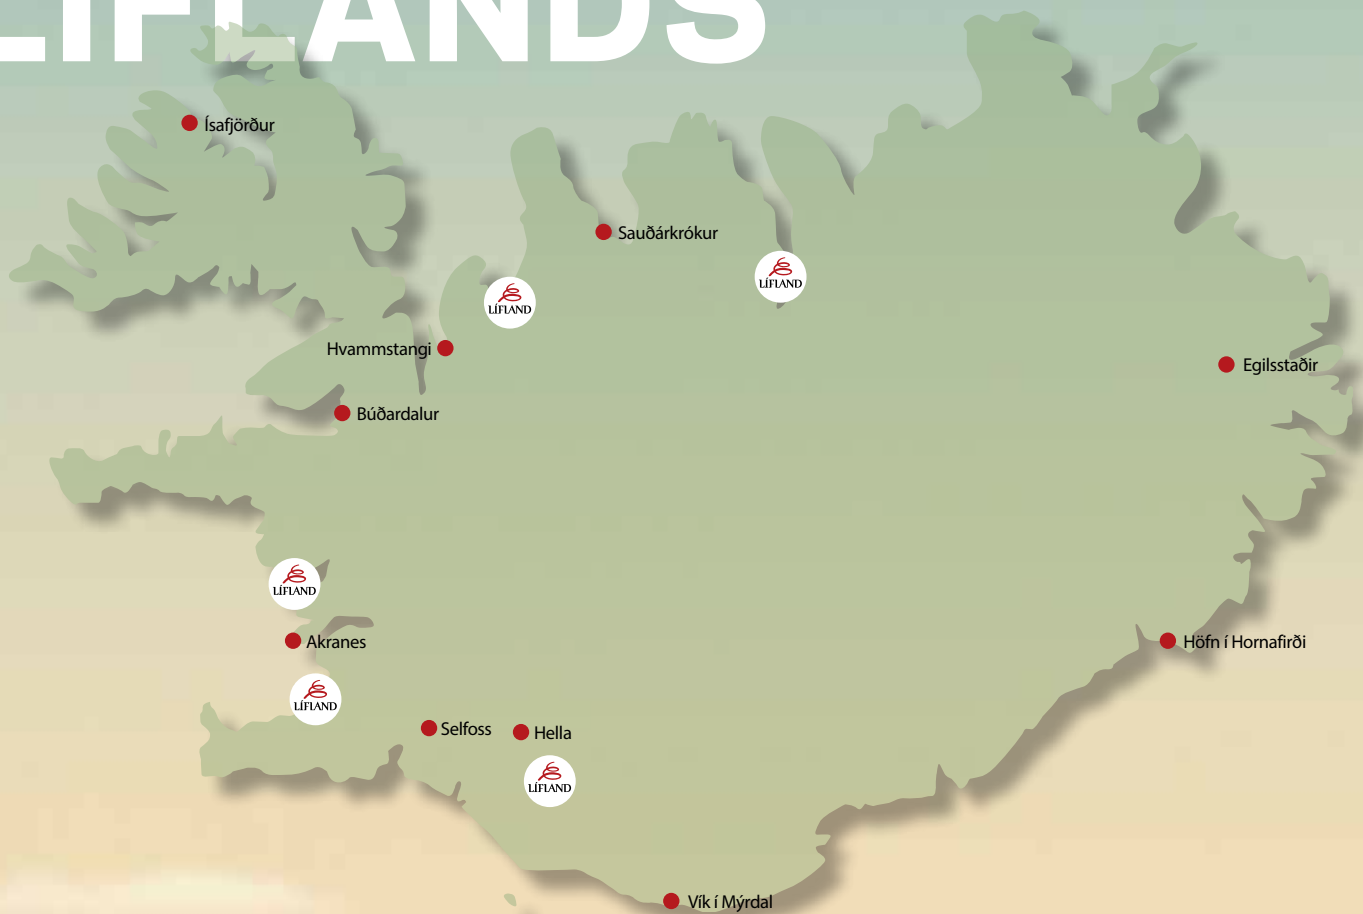 LÍFLANDS
Ísafjörður
Sauðárkrókur
LÍFLAND
LÍFLAND
Hvammstangi
Egilsstaðir
Búðardalur
LÍFLAND
Akranes
Höfn í Hornafirði
LÍFLAND
Selfoss
Hella
LÍFLAND
Vík í Mýrdal